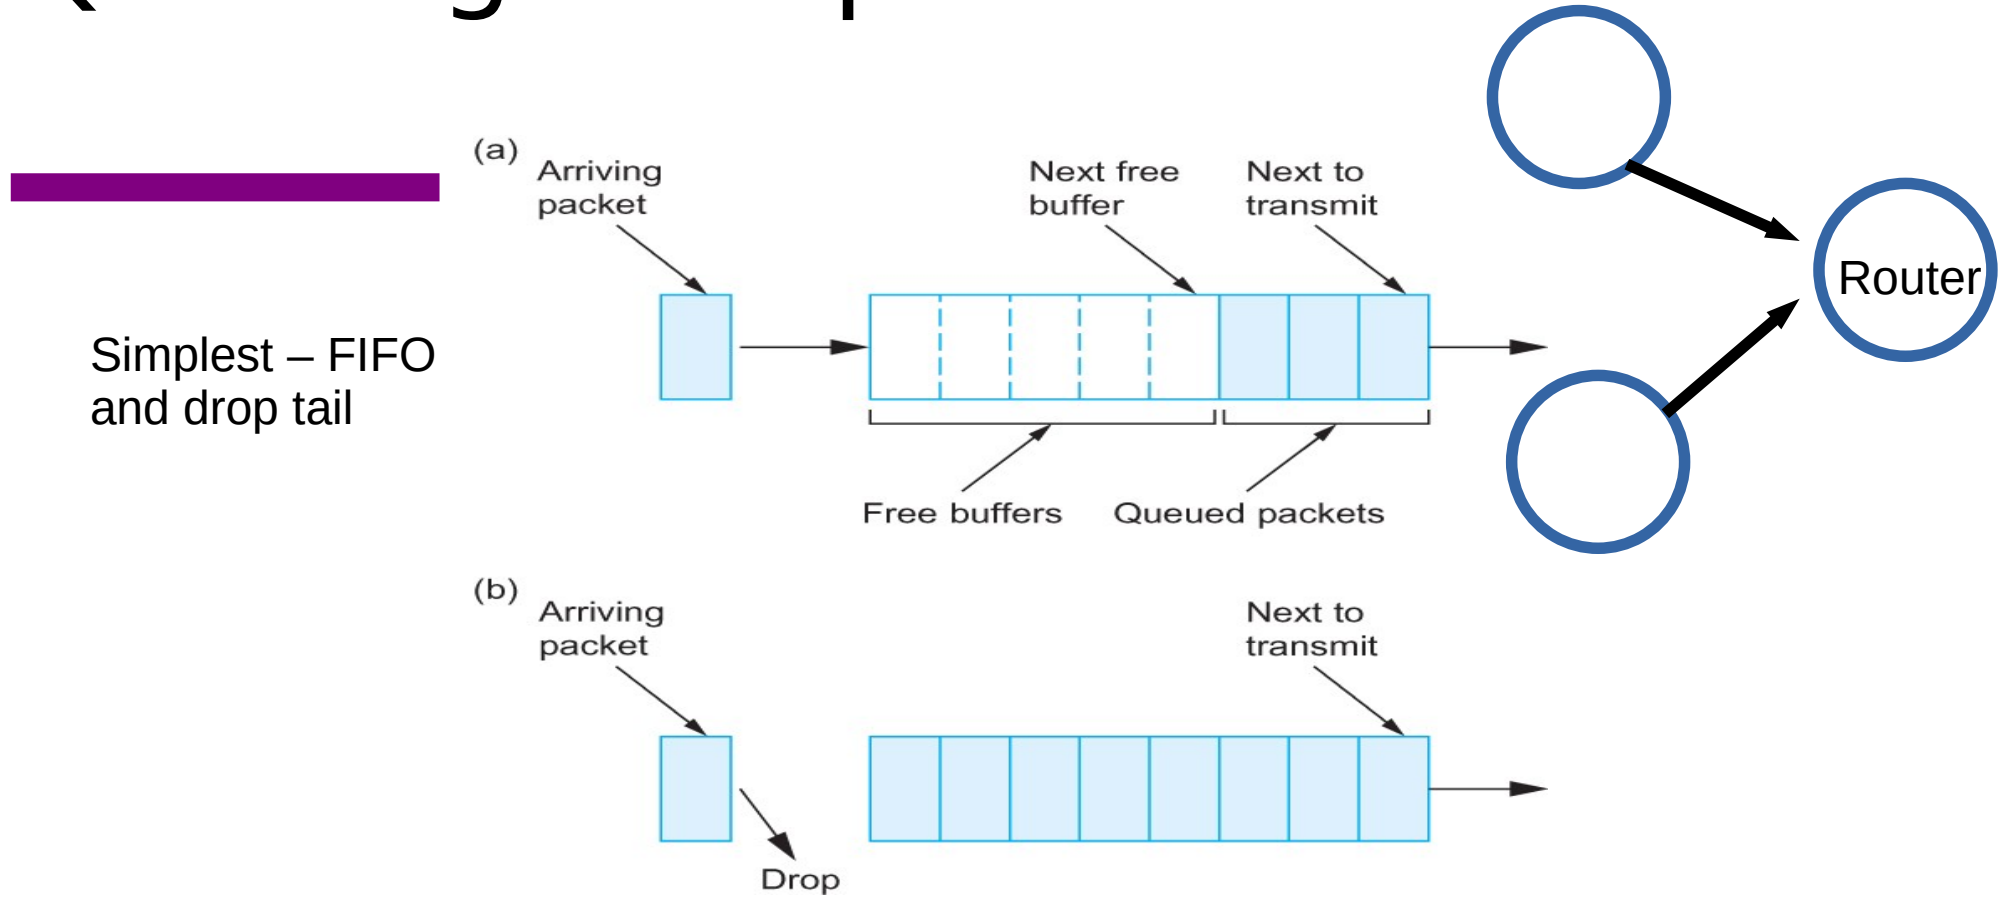 Simplest – FIFO
and drop tail
(a)
Arriving
packet
Next free
buffer
Next to
transmit
Free buffers
Queued packets
Router
(b)
Arriving
packet
Next to
transmit
Drop